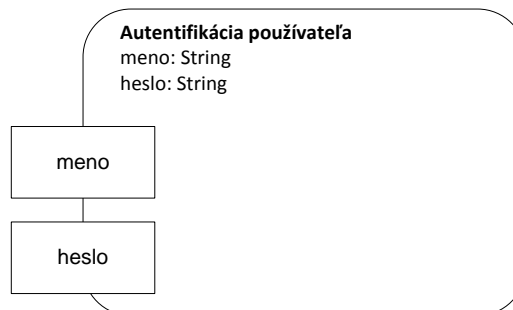 Autentifikácia používateľa
meno: String
heslo: String
meno
heslo